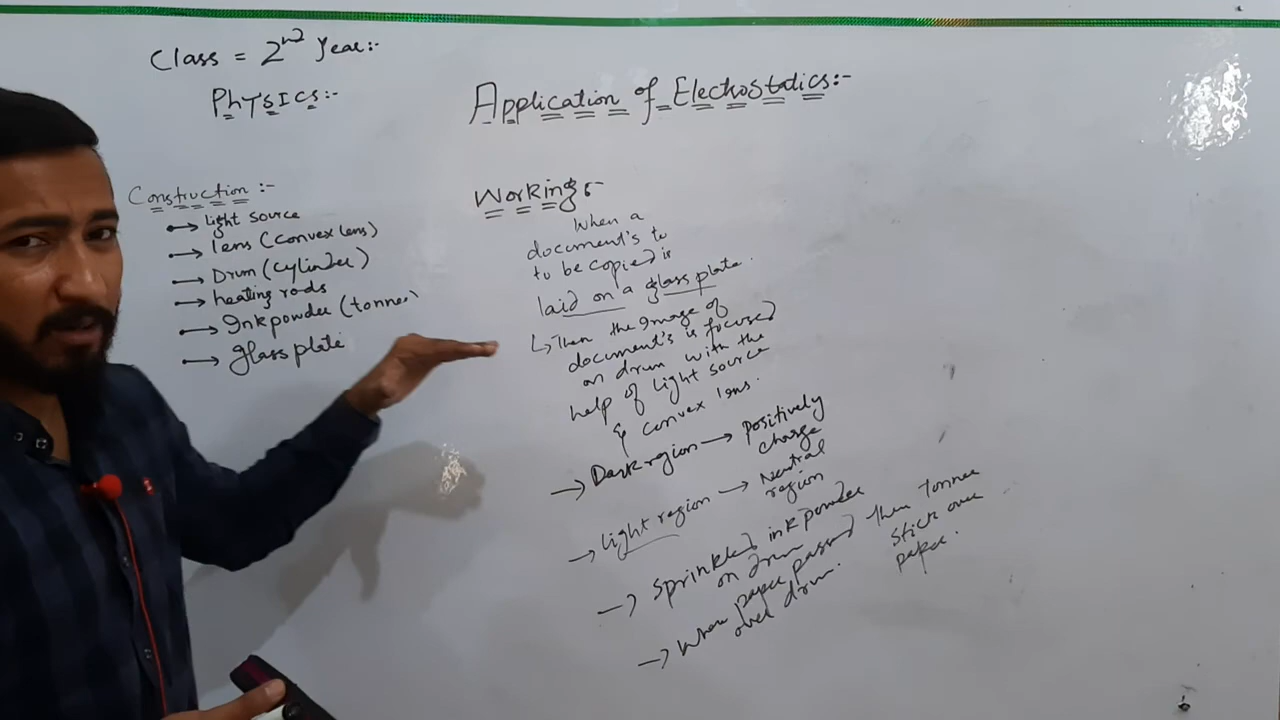 Class = 2nd Year:-
PHYSICS:-
Application of Electrostatics:-
Construction :-
→ light source
→ lens (convex lens)
→ Drum (cylinder)
→ heating rods
→ Ink powder (tonner)
→ glass plate
Working:-
When a
document's to
to be copied is
laid on a glass plate.
↳ Then the Image of
document's is focused
on drum with the
help of light source
& convex lens.
→ Dark region → positively
charge
→ light region → Neutral
region
→ Sprinkled ink powder
on drum
→ When paper passed then tonner
over drum. stick over
paper.